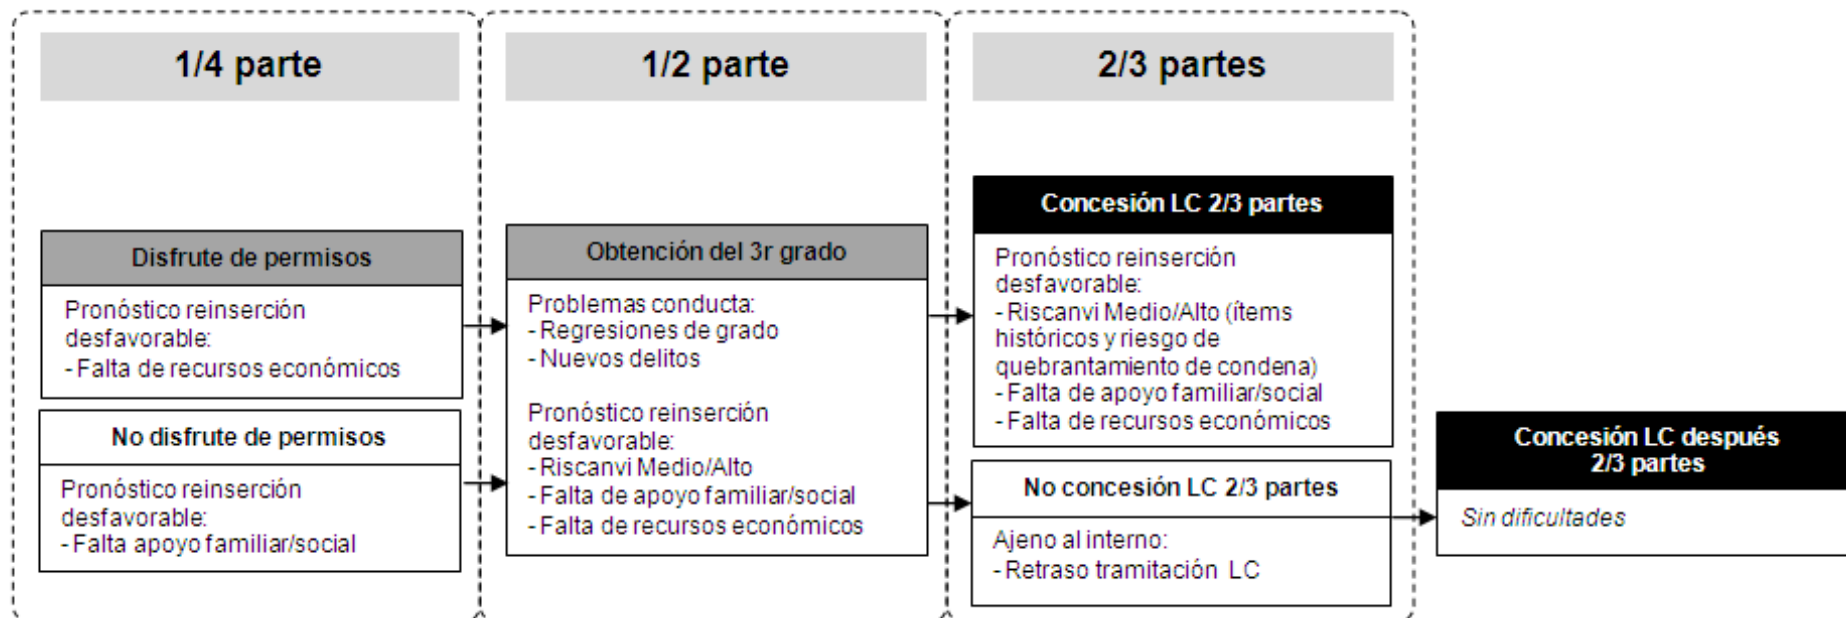 1/4 parte
1/2 parte
2/3 partes
Disfrute de permisos
Pronóstico reinserción
desfavorable:
- Falta de recursos económicos
No disfrute de permisos
Pronóstico reinserción
desfavorable:
- Falta apoyo familiar/social
Obtención del 3r grado
Problemas conducta:
- Regresiones de grado
- Nuevos delitos
Pronóstico reinserción
desfavorable:
- Riscanvi Medio/Alto
- Falta de apoyo familiar/social
- Falta de recursos económicos
Concesión LC 2/3 partes
Pronóstico reinserción
desfavorable:
- Riscanvi Medio/Alto (ítems
históricos y riesgo de
quebrantamiento de condena)
- Falta de apoyo familiar/social
- Falta de recursos económicos
No concesión LC 2/3 partes
Ajeno al interno:
- Retraso tramitación LC
Concesión LC después
2/3 partes
Sin dificultades